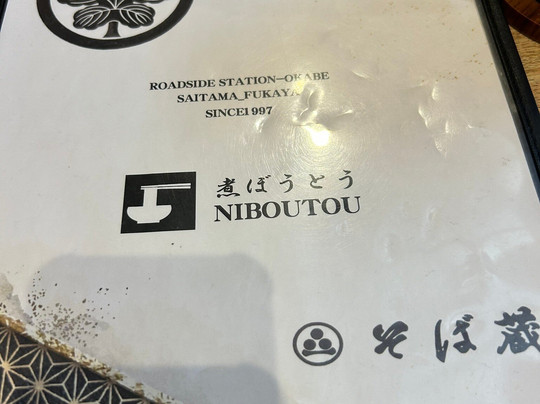 ROADSIDE STATION-OKABE
SAITAMA_FUKAYA
SINCE1997
煮ぼうとう
NIBOUTOU
そば蔵